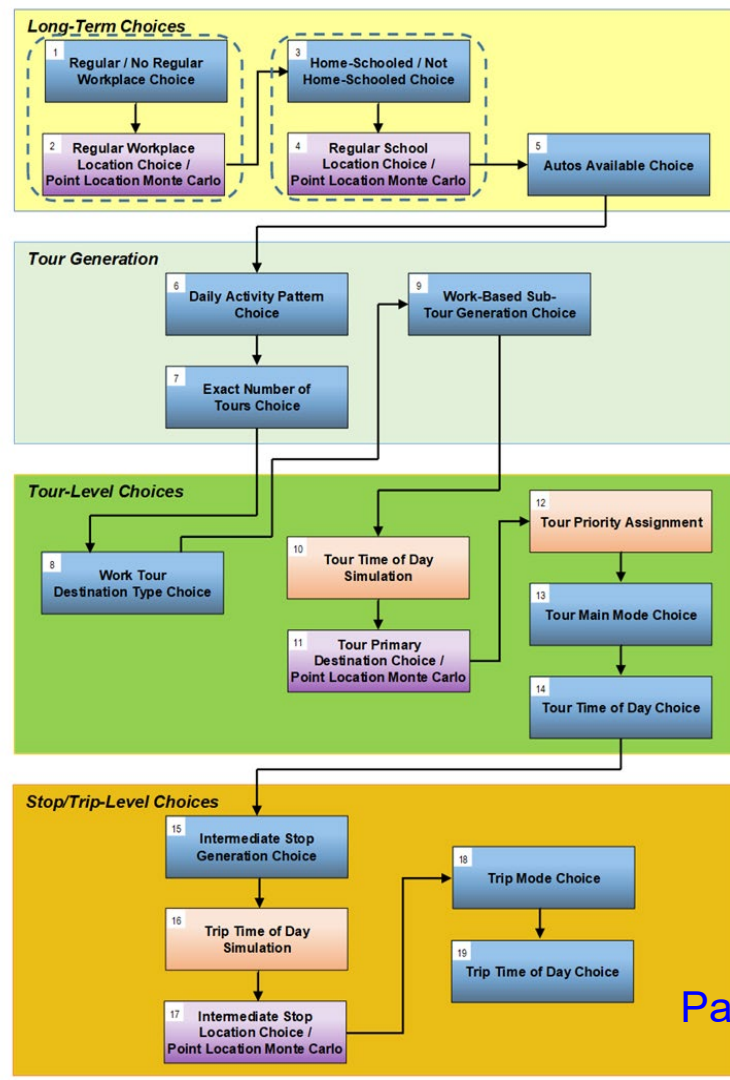 Long-Term Choices
1
Regular / No Regular
Workplace Choice
2
Regular Workplace
Location Choice /
Point Location Monte Carlo
3
Home-Schooled / Not
Home-Schooled Choice
4
Regular School
Location Choice /
Point Location Monte Carlo
5
Autos Available Choice
Tour Generation
6
Daily Activity Pattern
Choice
7
Exact Number of
Tours Choice
9
Work-Based Sub-
Tour Generation Choice
Tour-Level Choices
8
Work Tour
Destination Type Choice
10
Tour Time of Day
Simulation
11
Tour Primary
Destination Choice /
Point Location Monte Carlo
12
Tour Priority Assignment
13
Tour Main Mode Choice
14
Tour Time of Day Choice
Stop/Trip-Level Choices
15
Intermediate Stop
Generation Choice
16
Trip Time of Day
Simulation
17
Intermediate Stop
Location Choice /
Point Location Monte Carlo
18
Trip Mode Choice
19
Trip Time of Day Choice
Pa